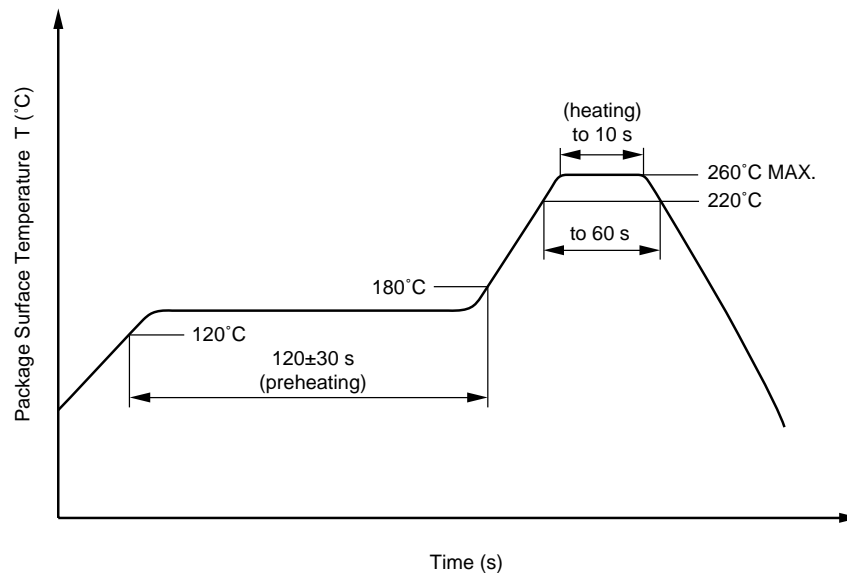 Package Surface Temperature T (˚C)
(heating)
to 10 s
260˚C MAX.
220˚C
to 60 s
180˚C
120˚C
120±30 s
(preheating)
Time (s)